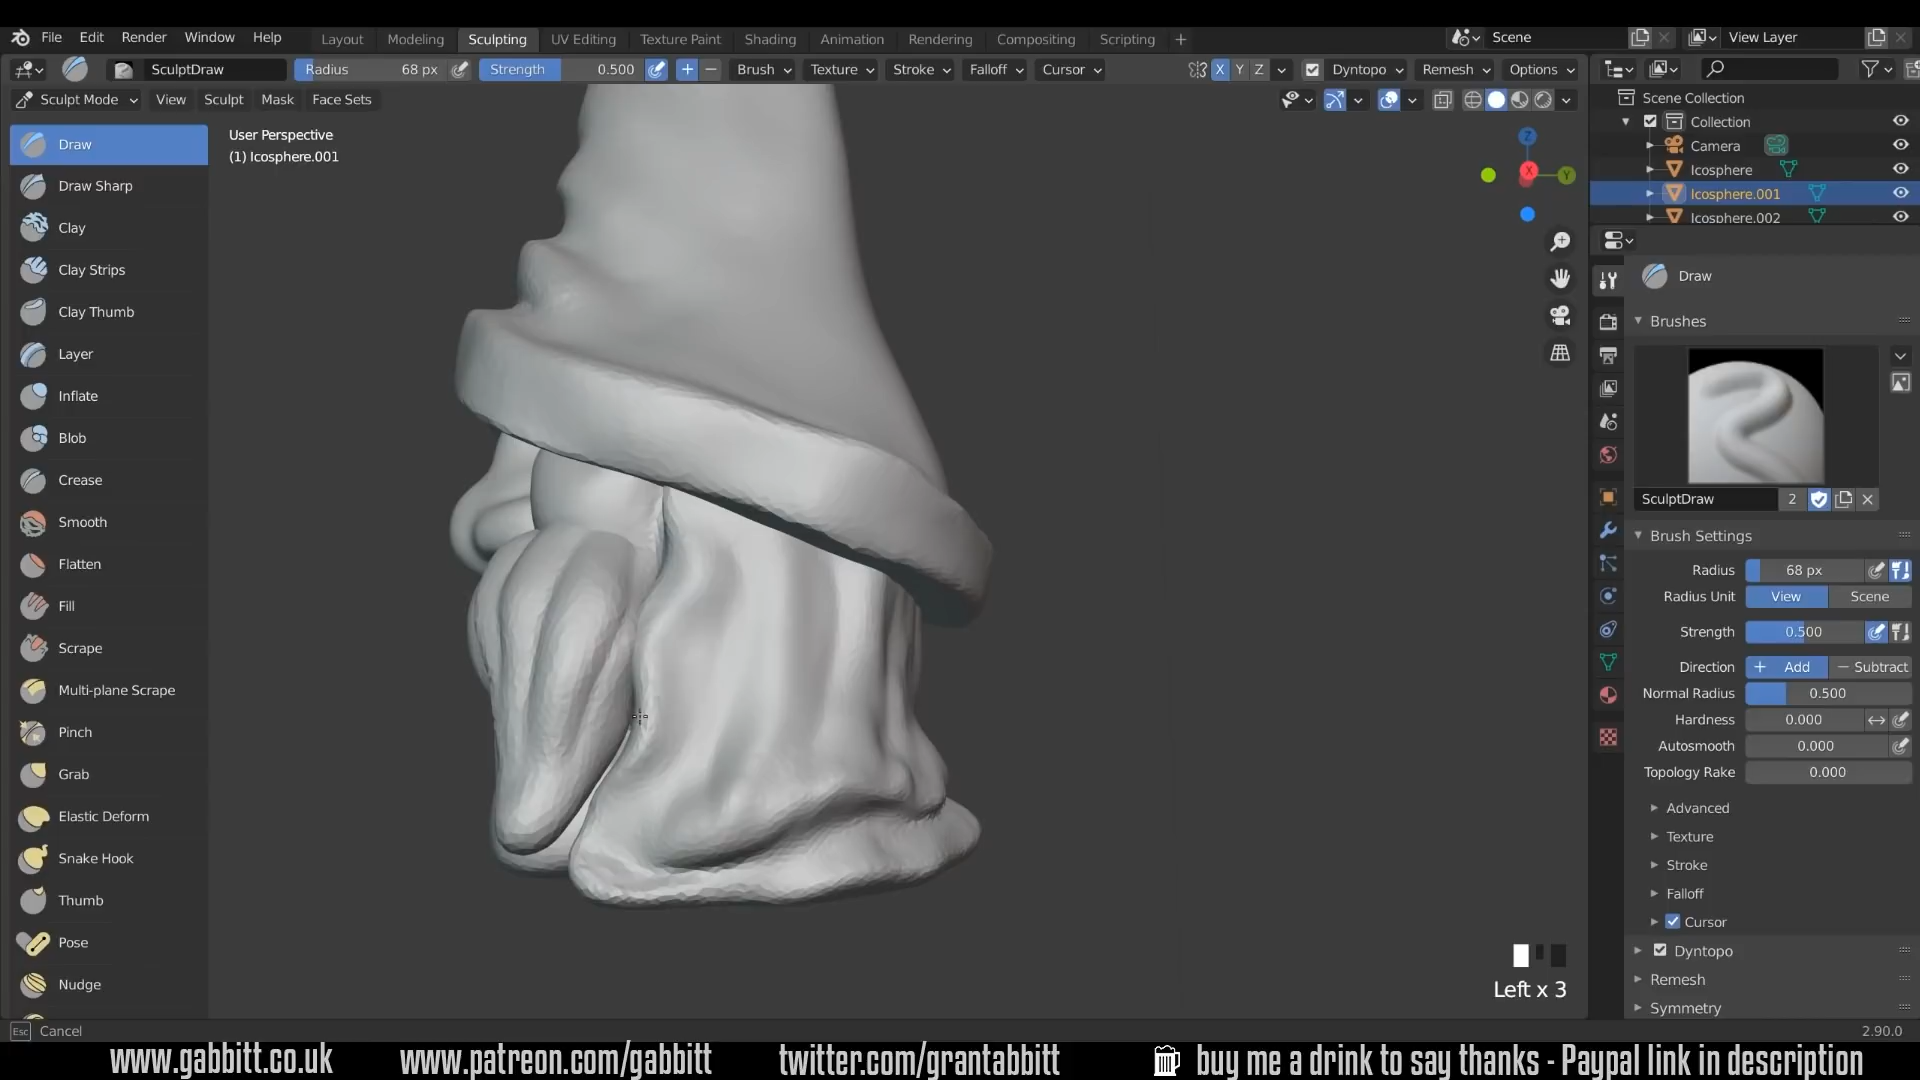 File Edit Render Window Help Layout Modeling Sculpting UV Editing Texture Paint Shading Animation Rendering Compositing Scripting + Scene View Layer
SculptDraw Radius 68 px Strength 0.500 + − Brush Texture Stroke Falloff Cursor X Y Z Dyntopo Remesh Options
Sculpt Mode View Sculpt Mask Face Sets
User Perspective
(1) Icosphere.001
Draw
Draw Sharp
Clay
Clay Strips
Clay Thumb
Layer
Inflate
Blob
Crease
Smooth
Flatten
Fill
Scrape
Multi-plane Scrape
Pinch
Grab
Elastic Deform
Snake Hook
Thumb
Pose
Nudge
Z
X
Y
Left x 3
Scene Collection
Collection
Camera
Icosphere
Icosphere.001
Icosphere.002
Draw
Brushes
SculptDraw 2
Brush Settings
Radius 68 px
Radius Unit View Scene
Strength 0.500
Direction + Add − Subtract
Normal Radius 0.500
Hardness 0.000
Autosmooth 0.000
Topology Rake 0.000
Advanced
Texture
Stroke
Falloff
Cursor
Dyntopo
Remesh
Symmetry
Esc Cancel 2.90.0
www.gabbitt.co.uk www.patreon.com/gabbitt twitter.com/grantabbitt buy me a drink to say thanks - Paypal link in description